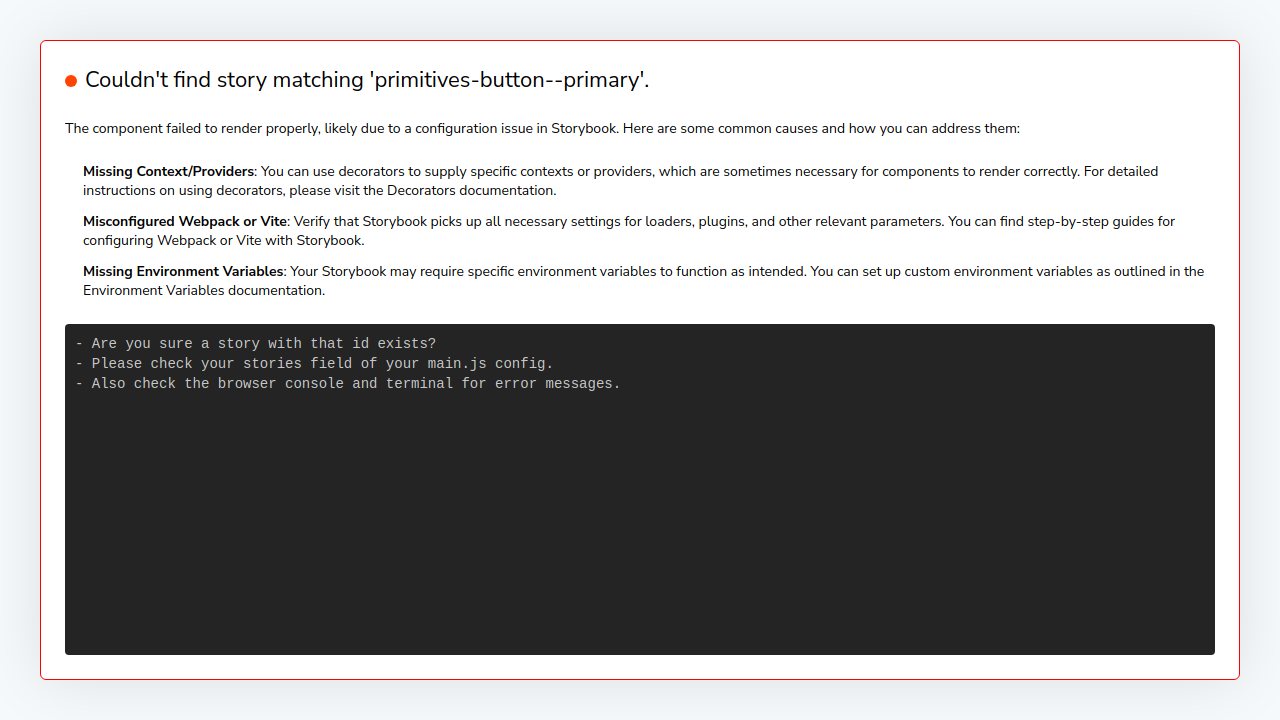 Couldn't find story matching 'primitives-button--primary'.
The component failed to render properly, likely due to a configuration issue in Storybook. Here are some common causes and how you can address them:
Missing Context/Providers: You can use decorators to supply specific contexts or providers, which are sometimes necessary for components to render correctly. For detailed
instructions on using decorators, please visit the Decorators documentation.
Misconfigured Webpack or Vite: Verify that Storybook picks up all necessary settings for loaders, plugins, and other relevant parameters. You can find step-by-step guides for
configuring Webpack or Vite with Storybook.
Missing Environment Variables: Your Storybook may require specific environment variables to function as intended. You can set up custom environment variables as outlined in the
Environment Variables documentation.
- Are you sure a story with that id exists?
- Please check your stories field of your main.js config.
- Also check the browser console and terminal for error messages.